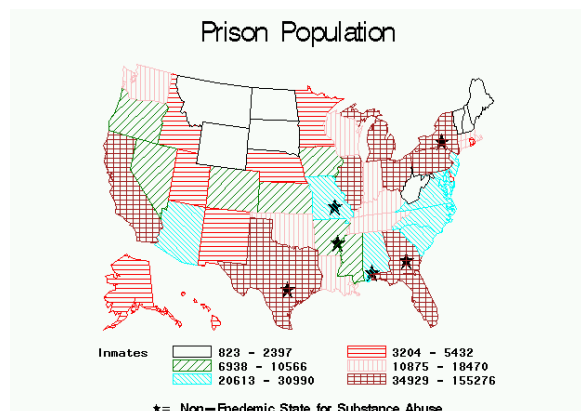 Prison Population
Inmates
823 - 2397
3204 - 5432
6938 - 10566
10875 - 18470
20613 - 30990
34929 - 155276
★= Non-Enedemic State for Substance Abuse